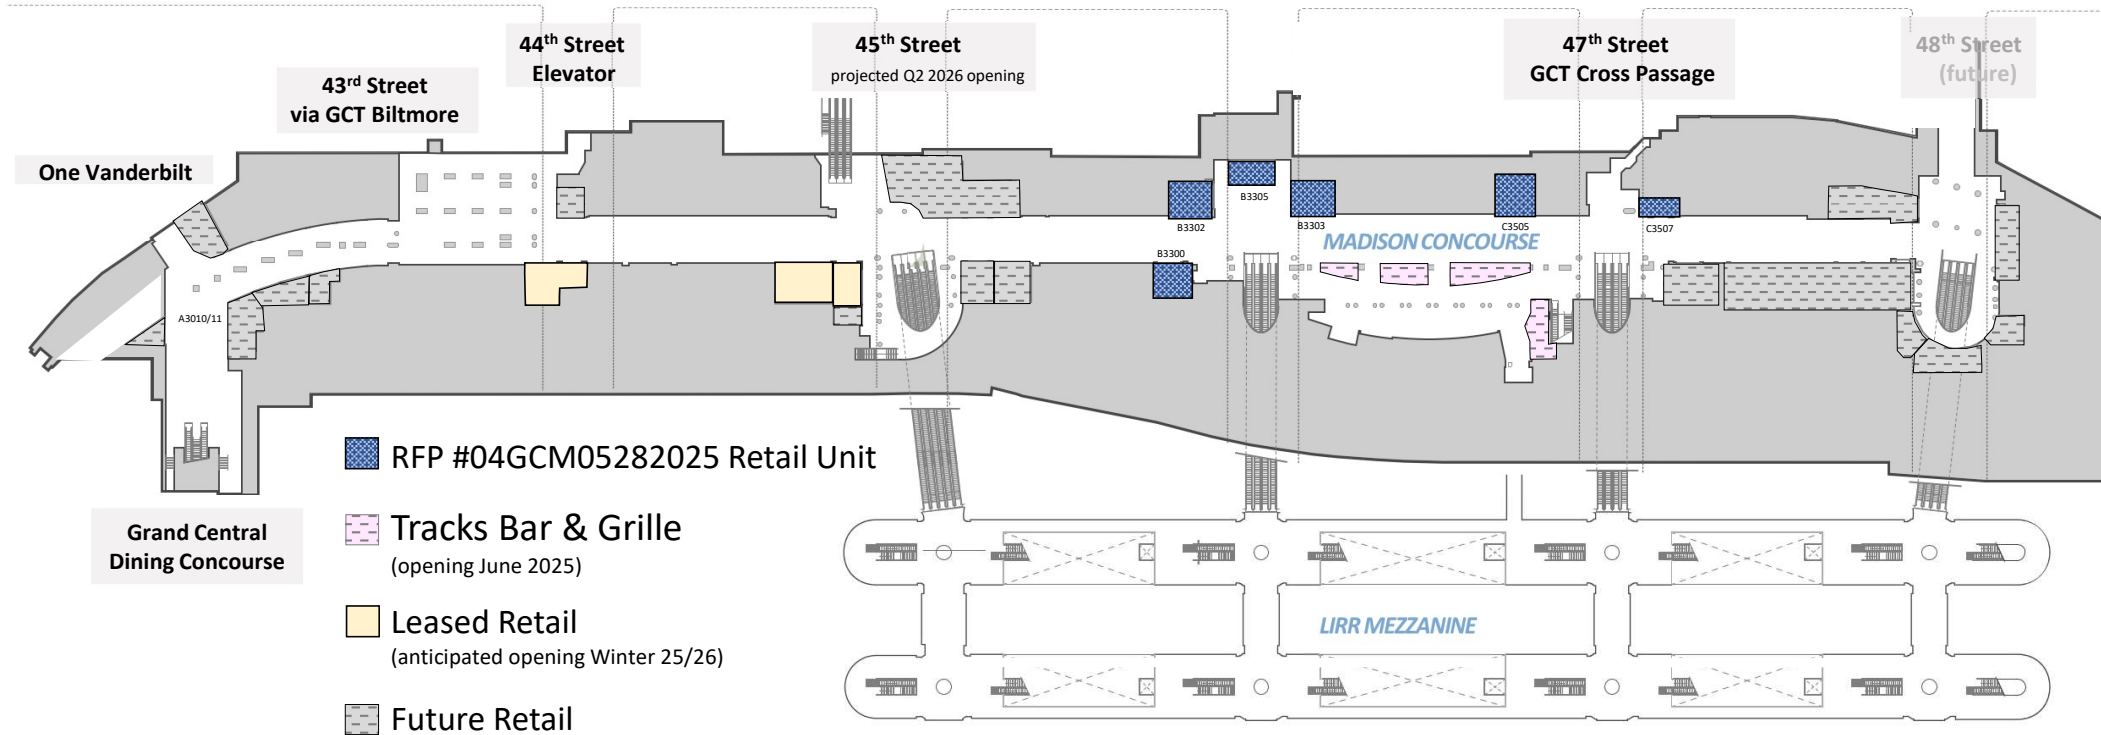 44th Street
Elevator
45th Street
projected Q2 2026 opening
47th Street
GCT Cross Passage
48th Street
(future)
43rd Street
via GCT Biltmore
One Vanderbilt
B3305
B3302
B3303
C3505
C3507
MADISON CONCOURSE
B3300
A3010/11
RFP #04GCM05282025 Retail Unit
Tracks Bar & Grille
(opening June 2025)
Grand Central
Dining Concourse
Leased Retail
(anticipated opening Winter 25/26)
LIRR MEZZANINE
Future Retail